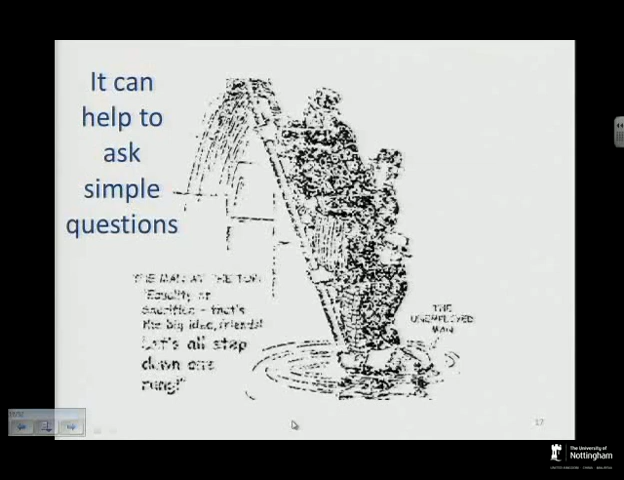 It can
help to
ask
simple
questions
THE MAN AT THE TOP:
"Equality of
sacrifice - that's
the big idea, friends!
Let's all step
down one
rung!"
THE
UNEMPLOYED
MAN
17
The University of
Nottingham